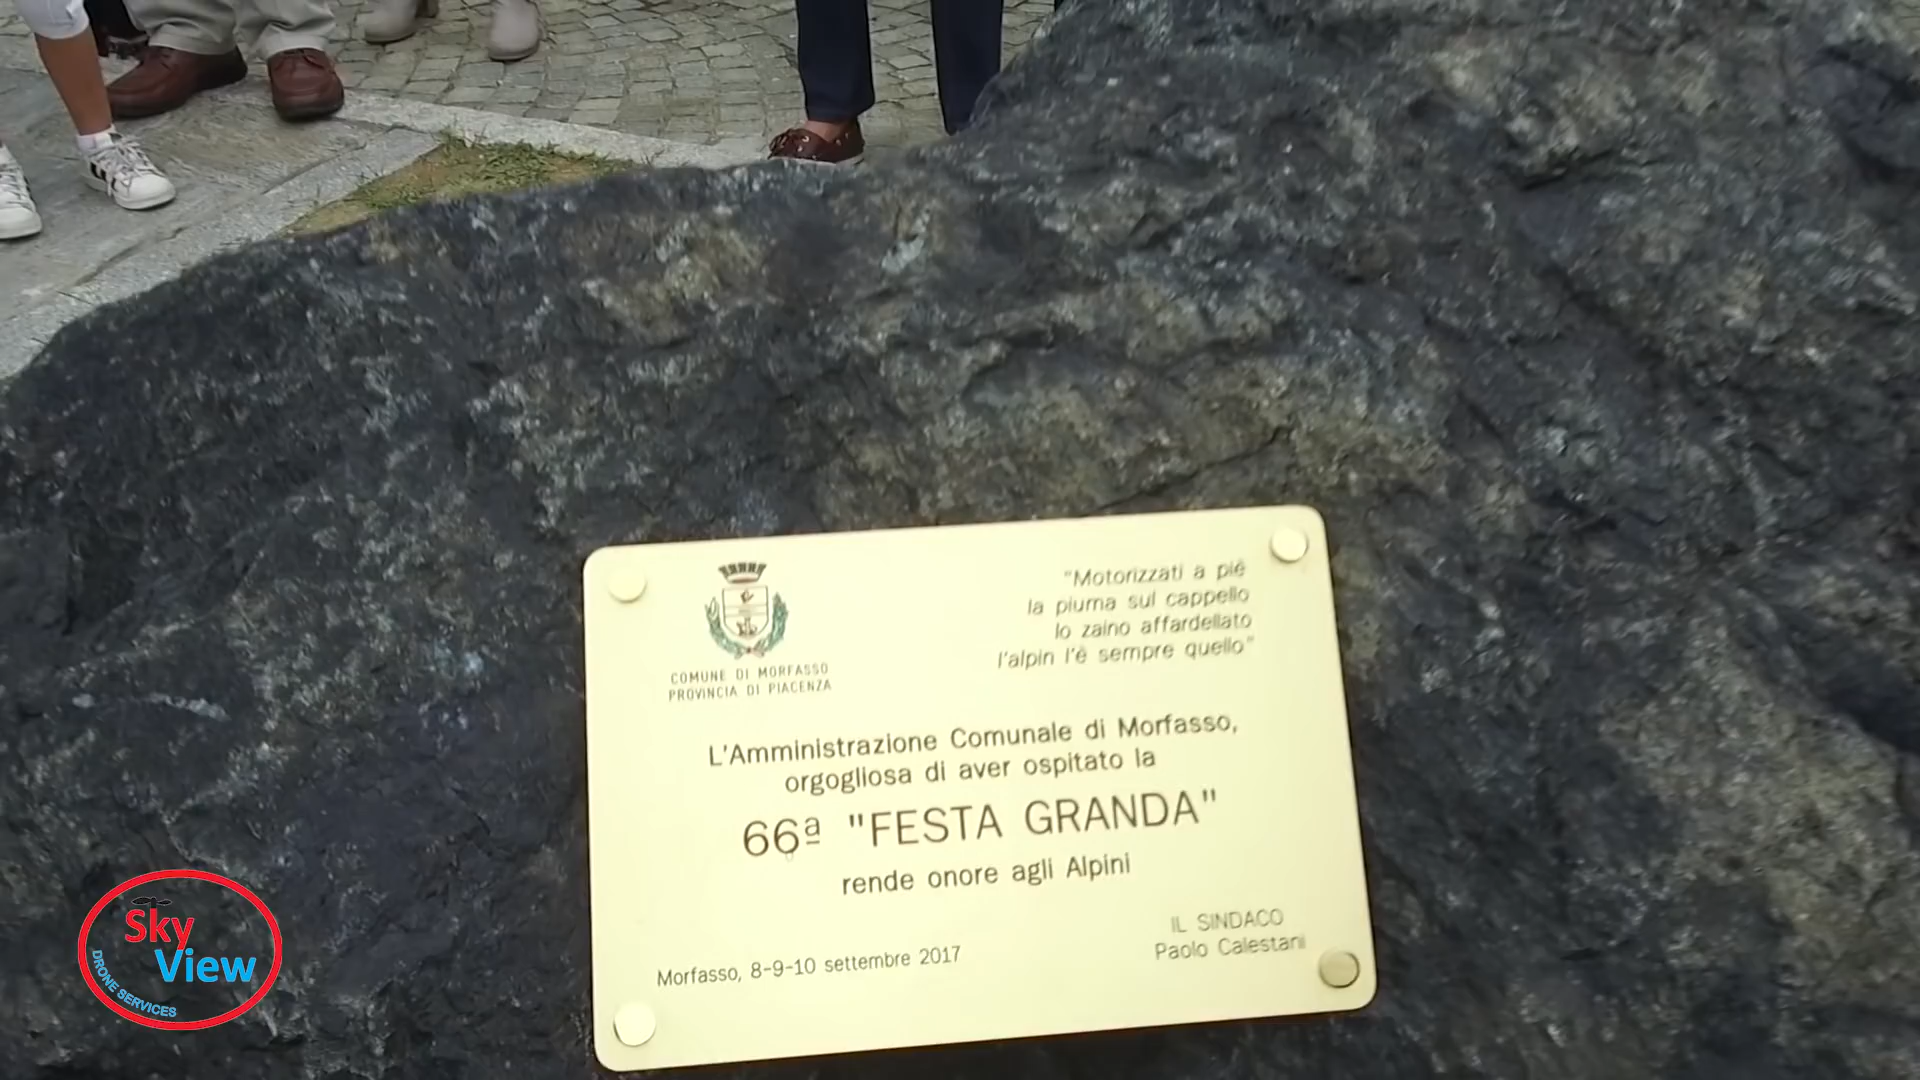 COMUNE DI MORFASSO
PROVINCIA DI PIACENZA
"Motorizzati a piè
la piuma sul cappello
lo zaino affardellato
l'alpin l'è sempre quello"
L'Amministrazione Comunale di Morfasso,
orgogliosa di aver ospitato la
66ª "FESTA GRANDA"
rende onore agli Alpini
IL SINDACO
Paolo Calestani
Morfasso, 8-9-10 settembre 2017
Sky
View
DRONE SERVICES